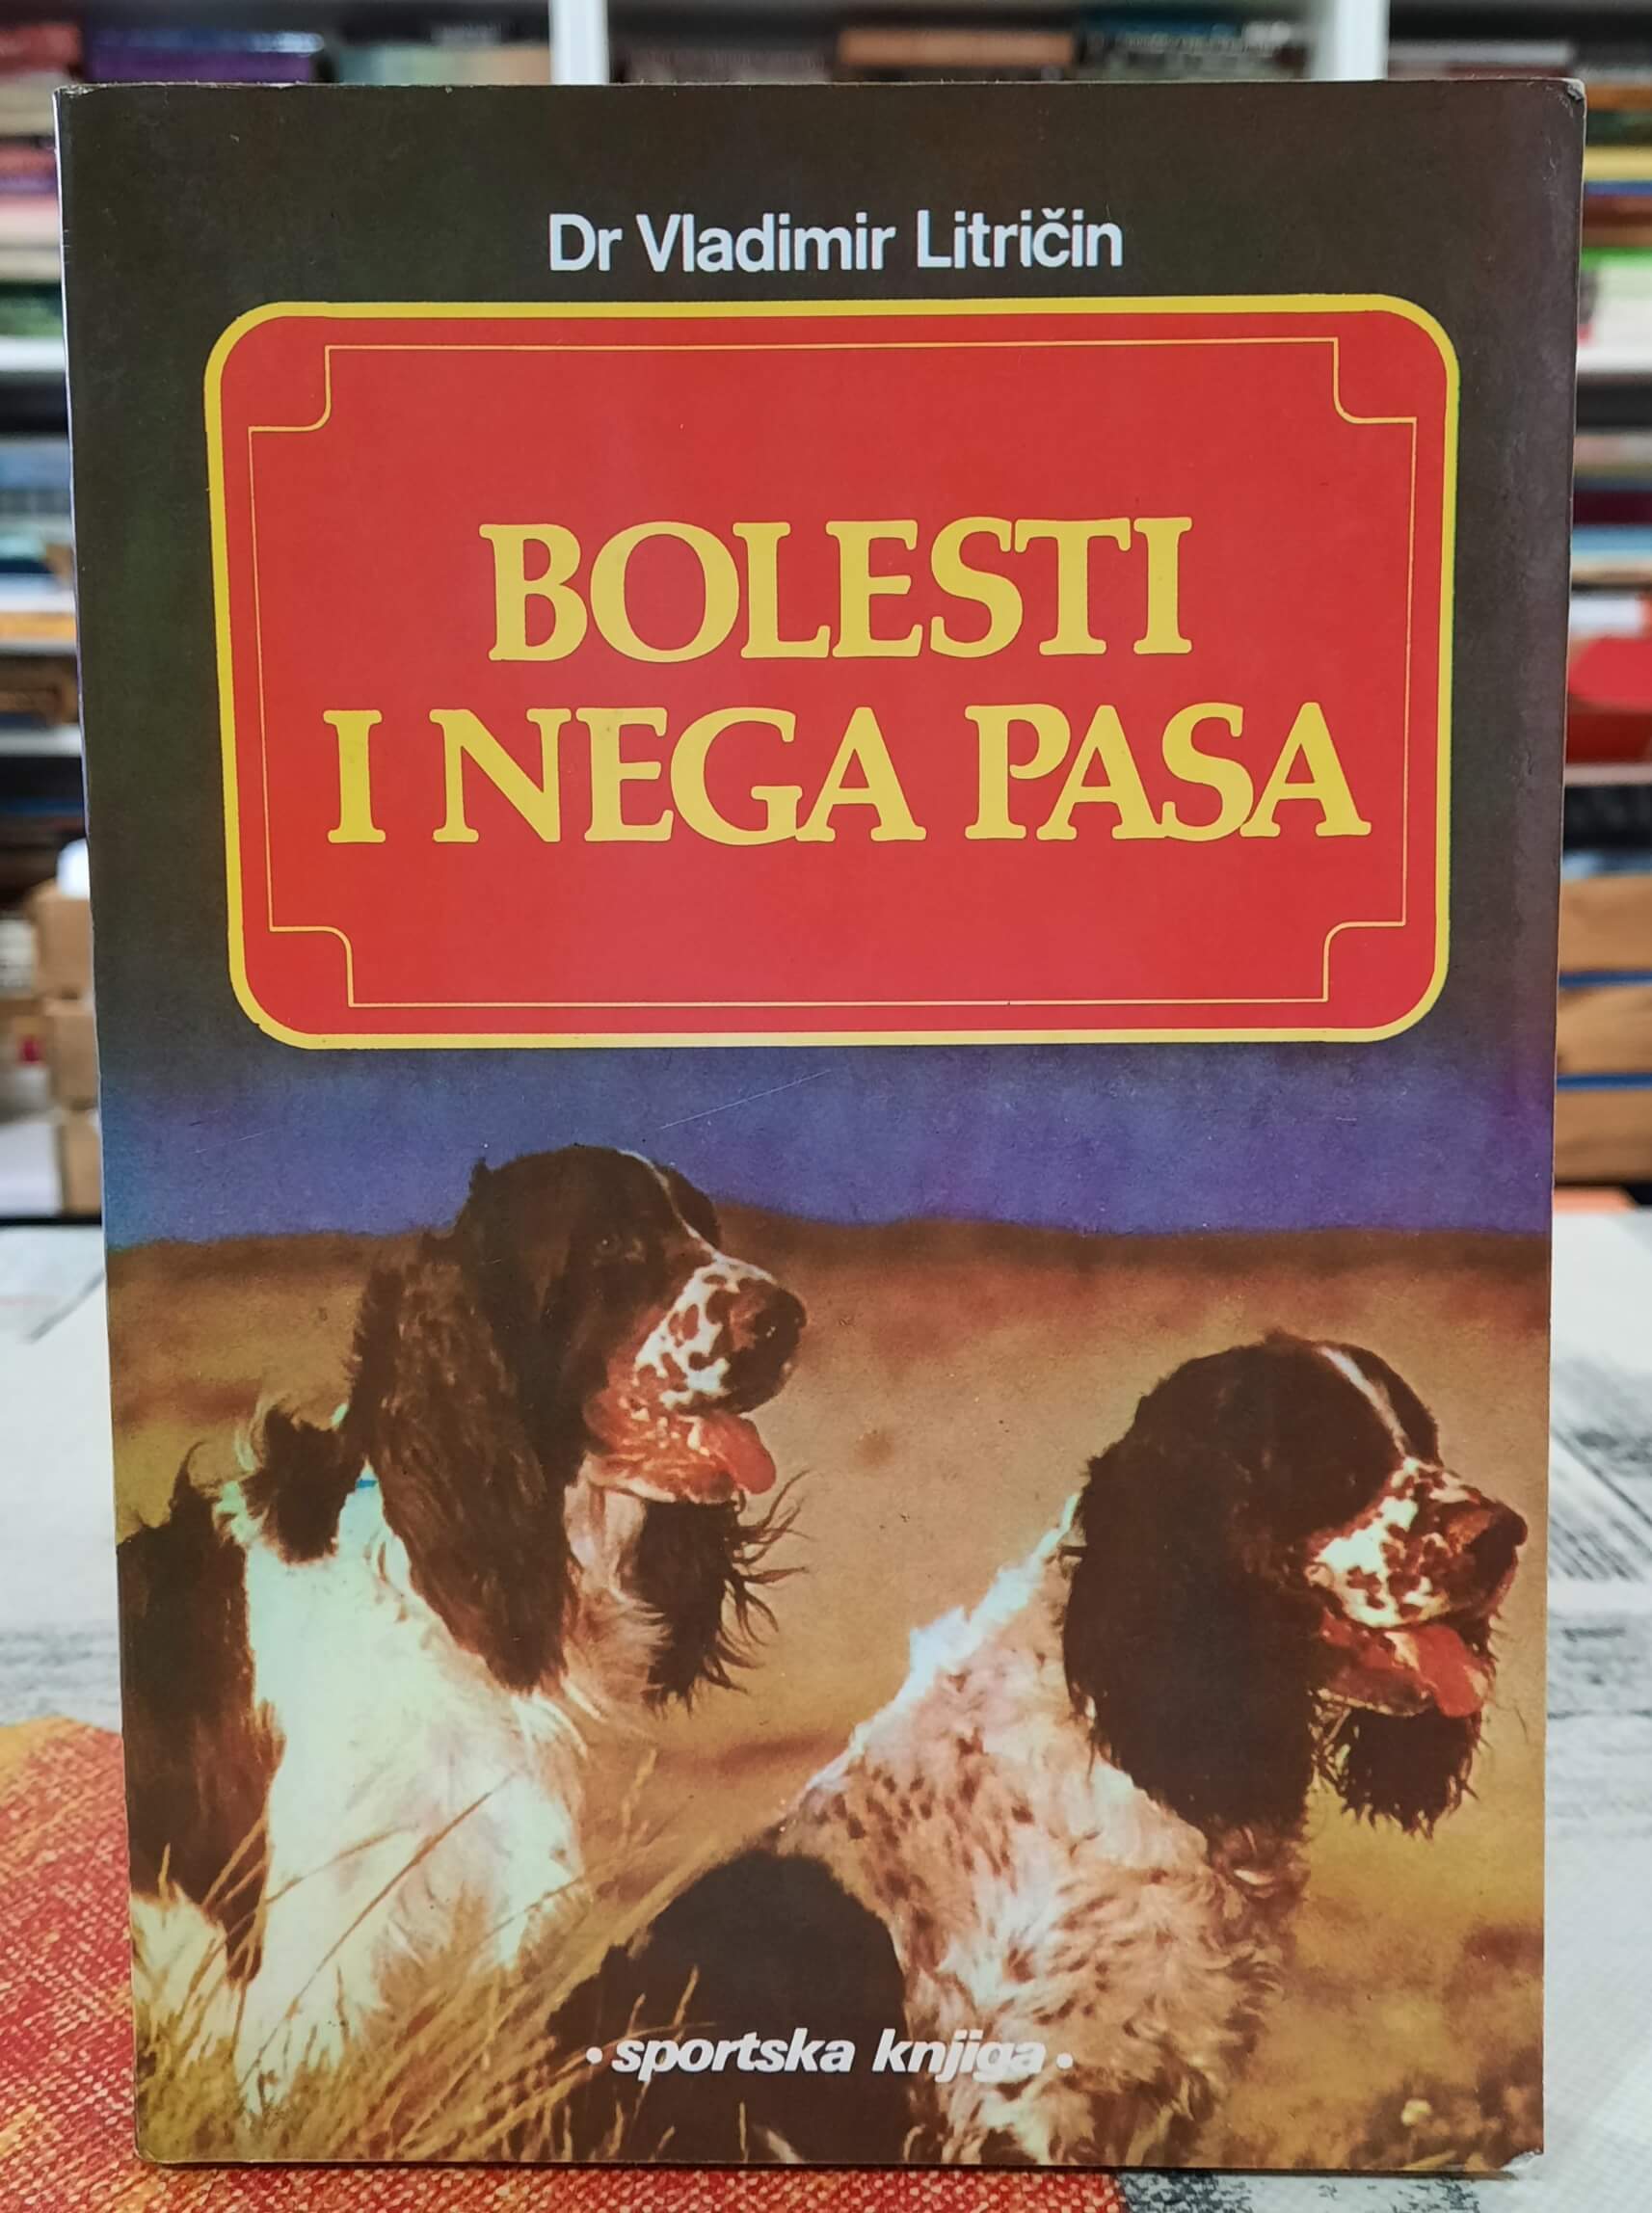 Dr Vladimir Litričin
BOLESTI
I NEGA PASA
• sportska knjiga •